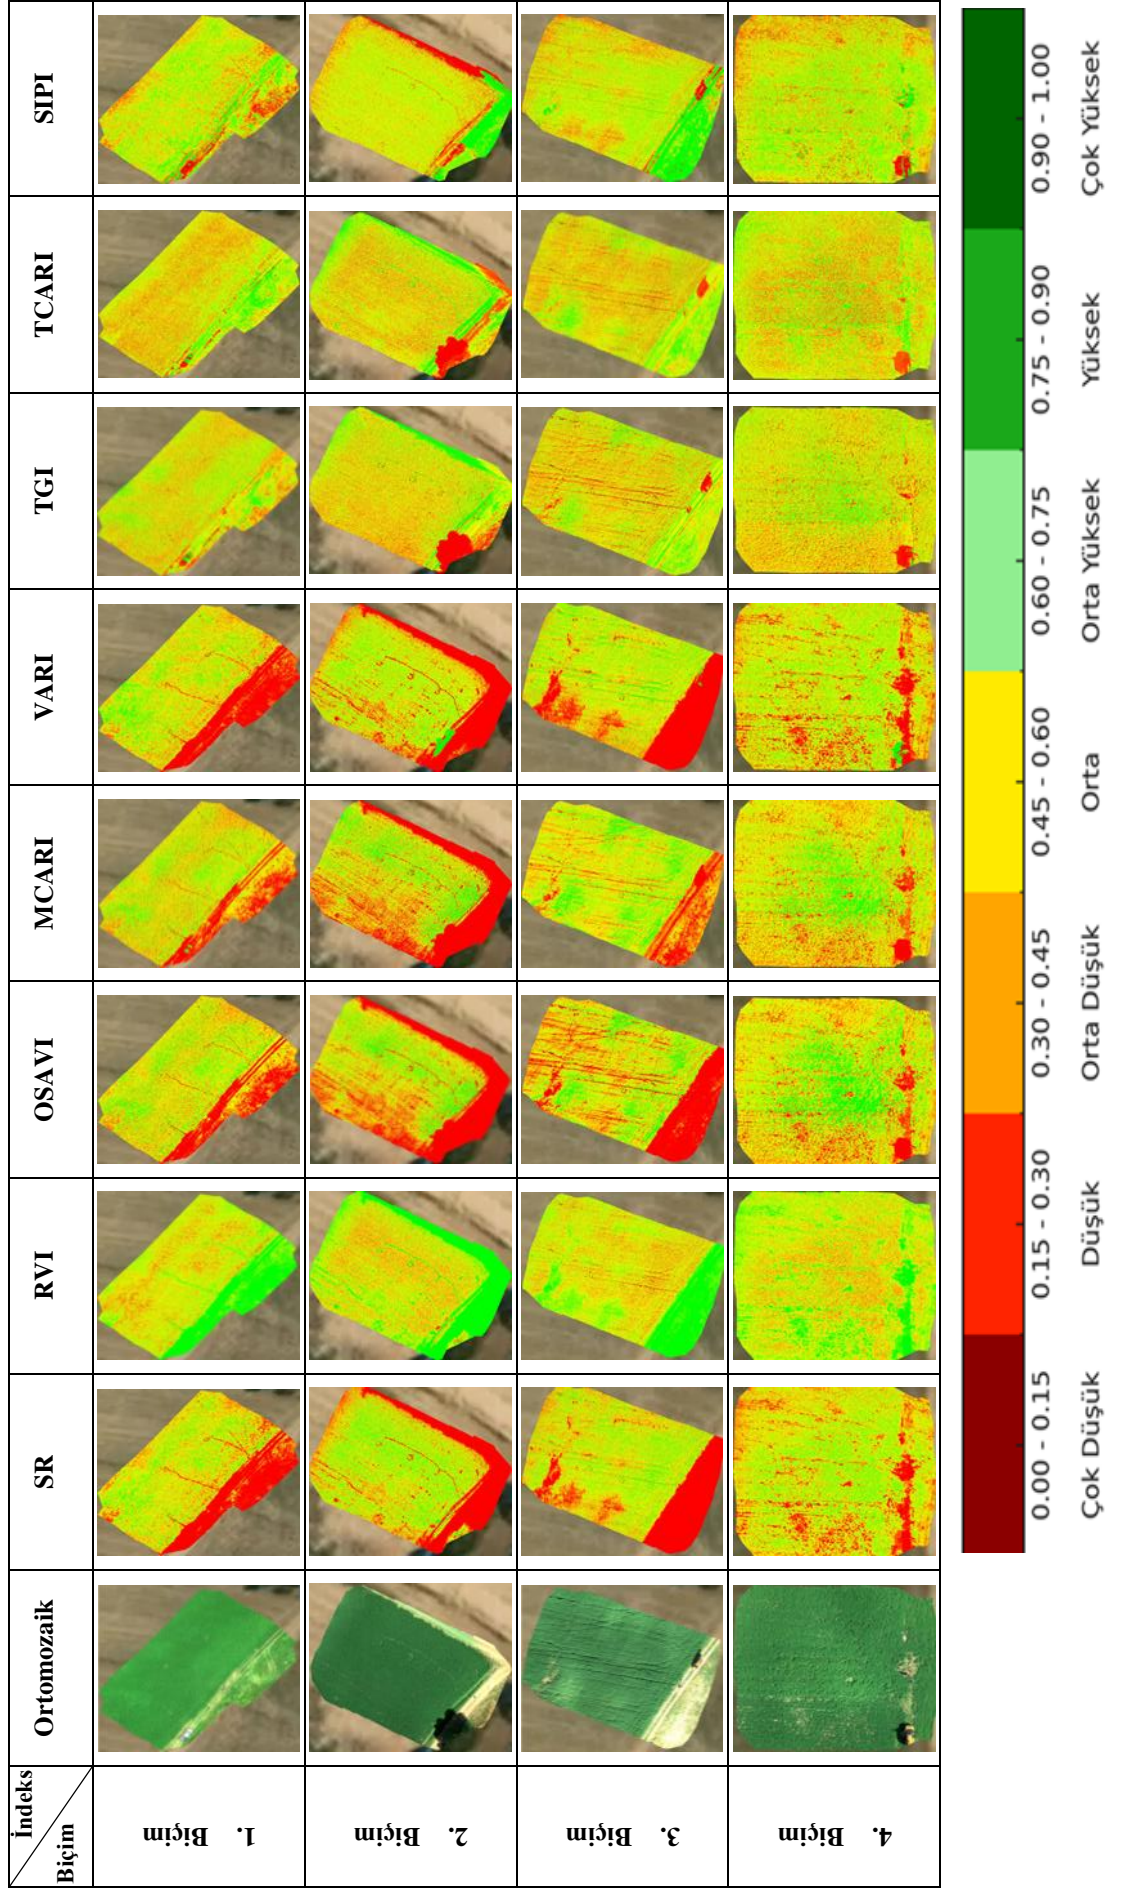 İndeks
Biçim
Ortomozaik
SR
RVI
OSAVI
MCARI
VARI
TGI
TCARI
SIPI
1. Biçim
2. Biçim
3. Biçim
4. Biçim
0.00 - 0.15
0.15 - 0.30
0.30 - 0.45
0.45 - 0.60
0.60 - 0.75
0.75 - 0.90
0.90 - 1.00
Çok Düşük
Düşük
Orta Düşük
Orta
Orta Yüksek
Yüksek
Çok Yüksek